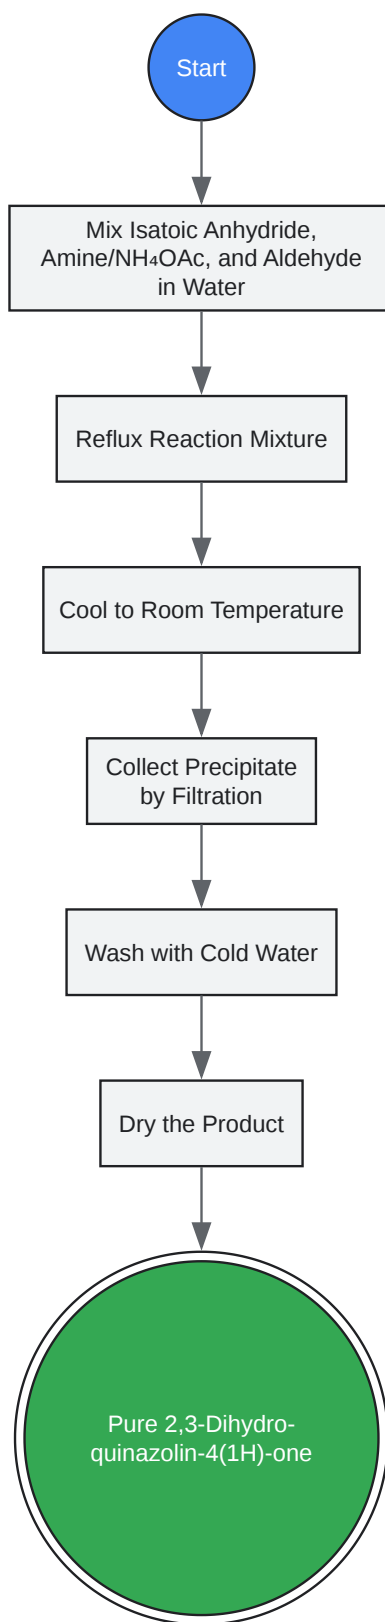 Start
Mix Isatoic Anhydride,
Amine/NH₄OAc, and Aldehyde
in Water
Reflux Reaction Mixture
Cool to Room Temperature
Collect Precipitate
by Filtration
Wash with Cold Water
Dry the Product
Pure 2,3-Dihydro-
quinazolin-4(1H)-one